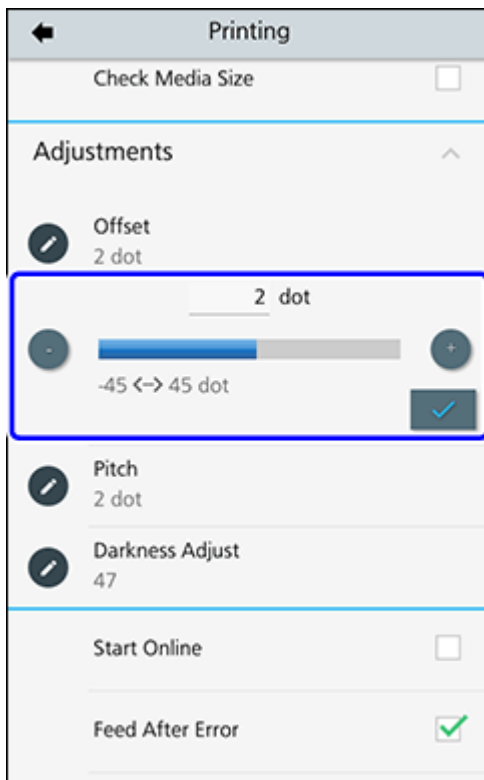 Printing
Check Media Size
Adjustments
Offset
2 dot
2 dot
-
+
-45 <-> 45 dot
Pitch
2 dot
Darkness Adjust
47
Start Online
Feed After Error